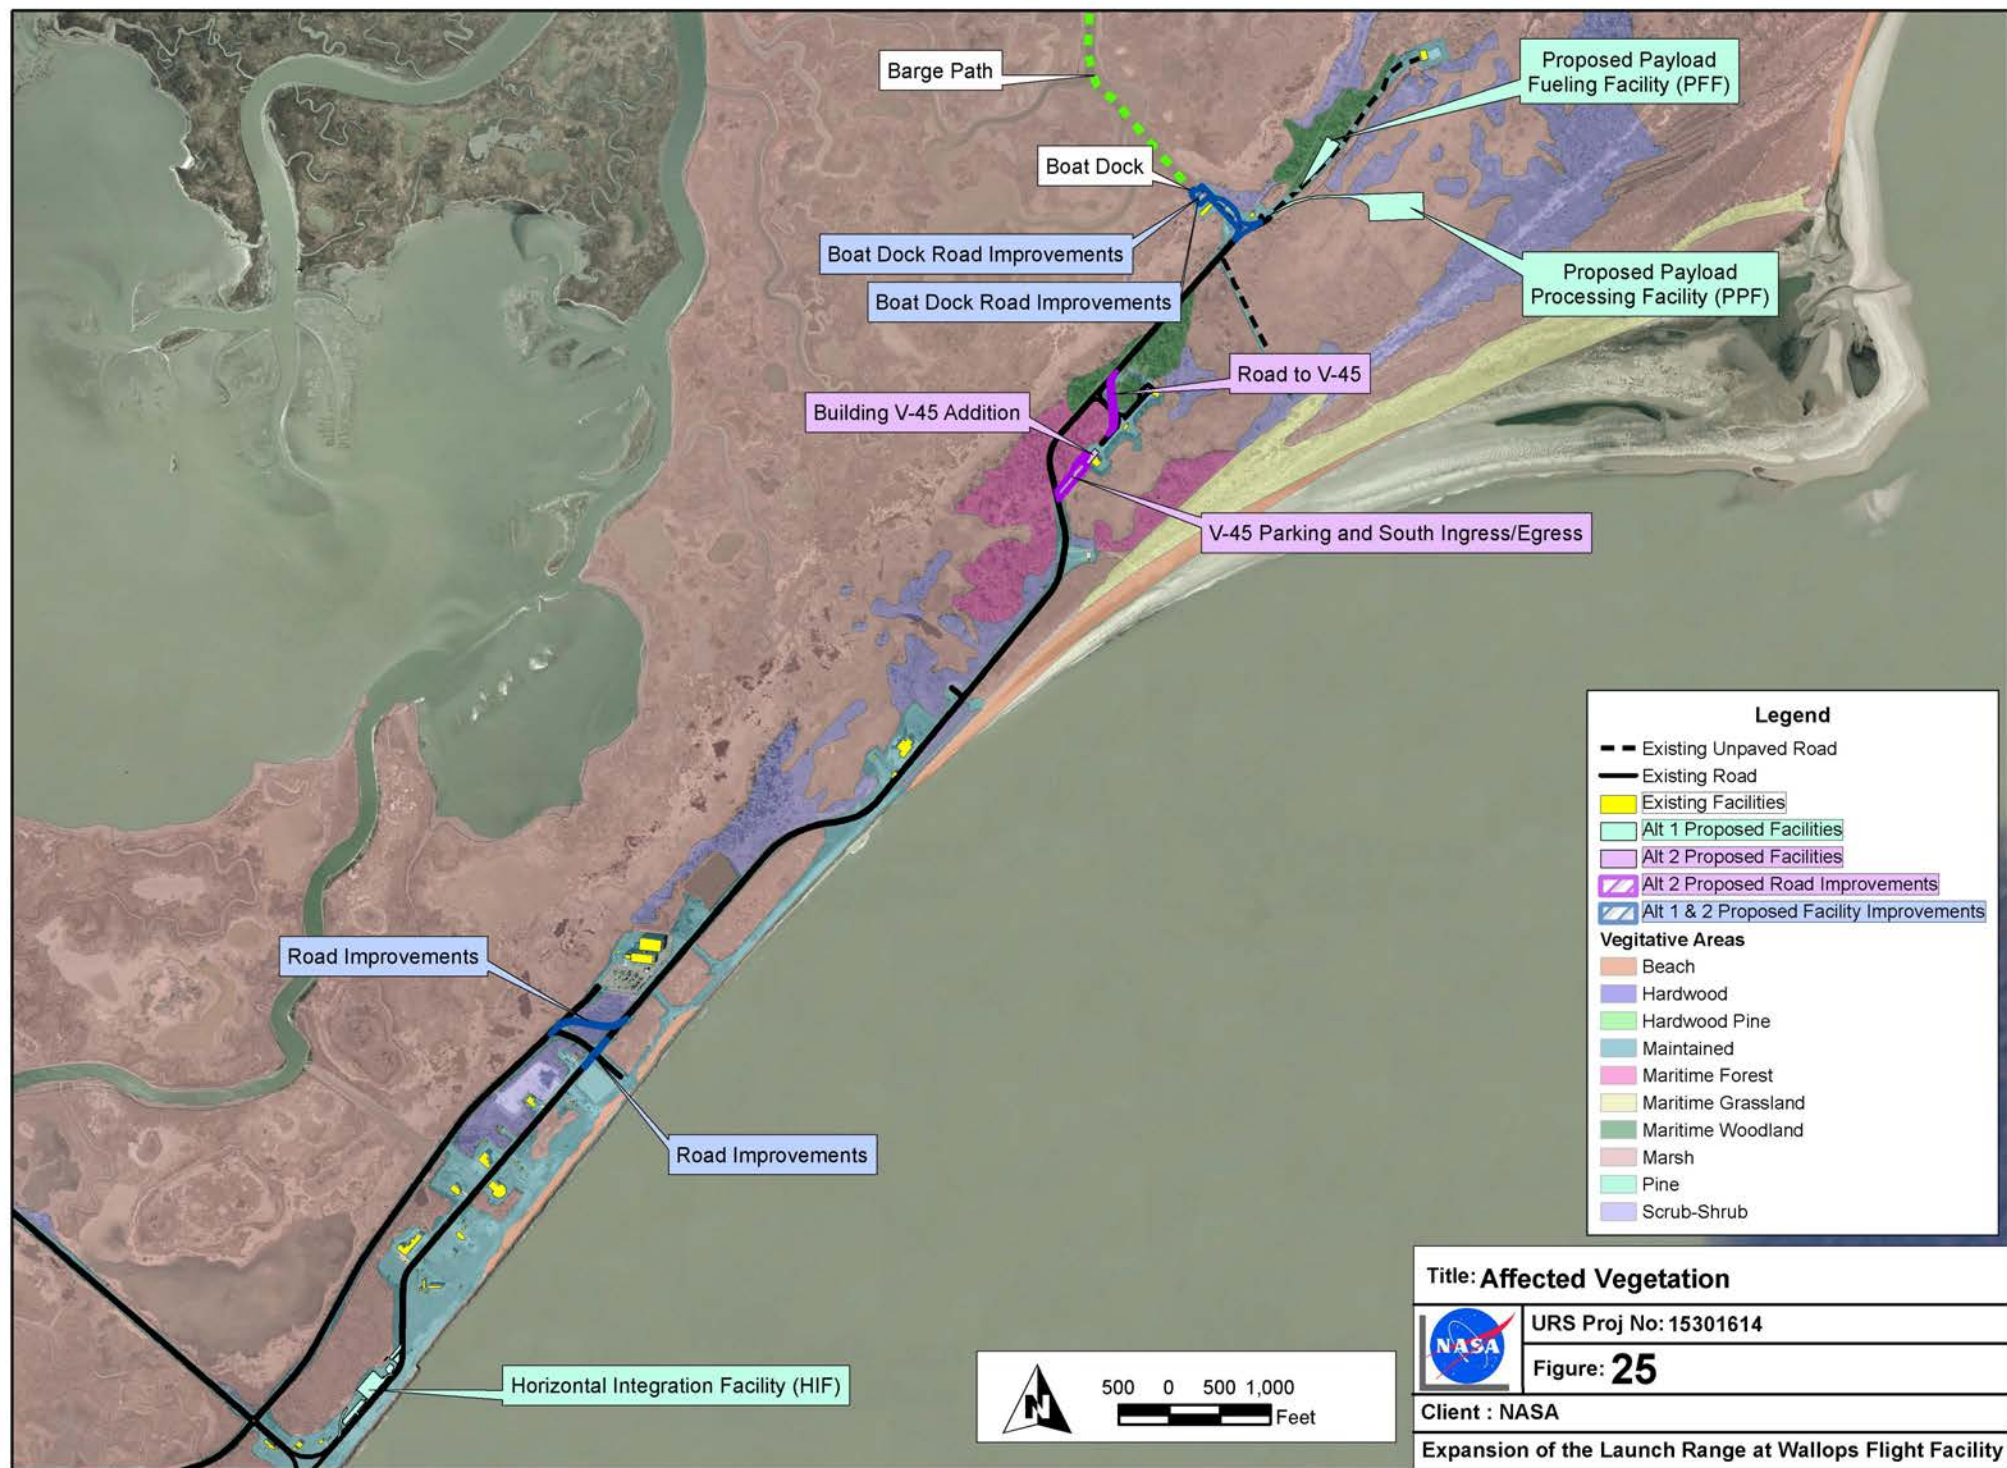 Barge Path
Proposed Payload
Fueling Facility (PFF)
Boat Dock
Boat Dock Road Improvements
Proposed Payload
Processing Facility (PPF)
Boat Dock Road Improvements
Road to V-45
Building V-45 Addition
V-45 Parking and South Ingress/Egress
Road Improvements
Road Improvements
Horizontal Integration Facility (HIF)
Legend
Existing Unpaved Road
Existing Road
Existing Facilities
Alt 1 Proposed Facilities
Alt 2 Proposed Facilities
Alt 2 Proposed Road Improvements
Alt 1 & 2 Proposed Facility Improvements
Vegitative Areas
Beach
Hardwood
Hardwood Pine
Maintained
Maritime Forest
Maritime Grassland
Maritime Woodland
Marsh
Pine
Scrub-Shrub
N
500 0 500 1,000
Feet
Title: Affected Vegetation
NASA
URS Proj No: 15301614
Figure: 25
Client : NASA
Expansion of the Launch Range at Wallops Flight Facility